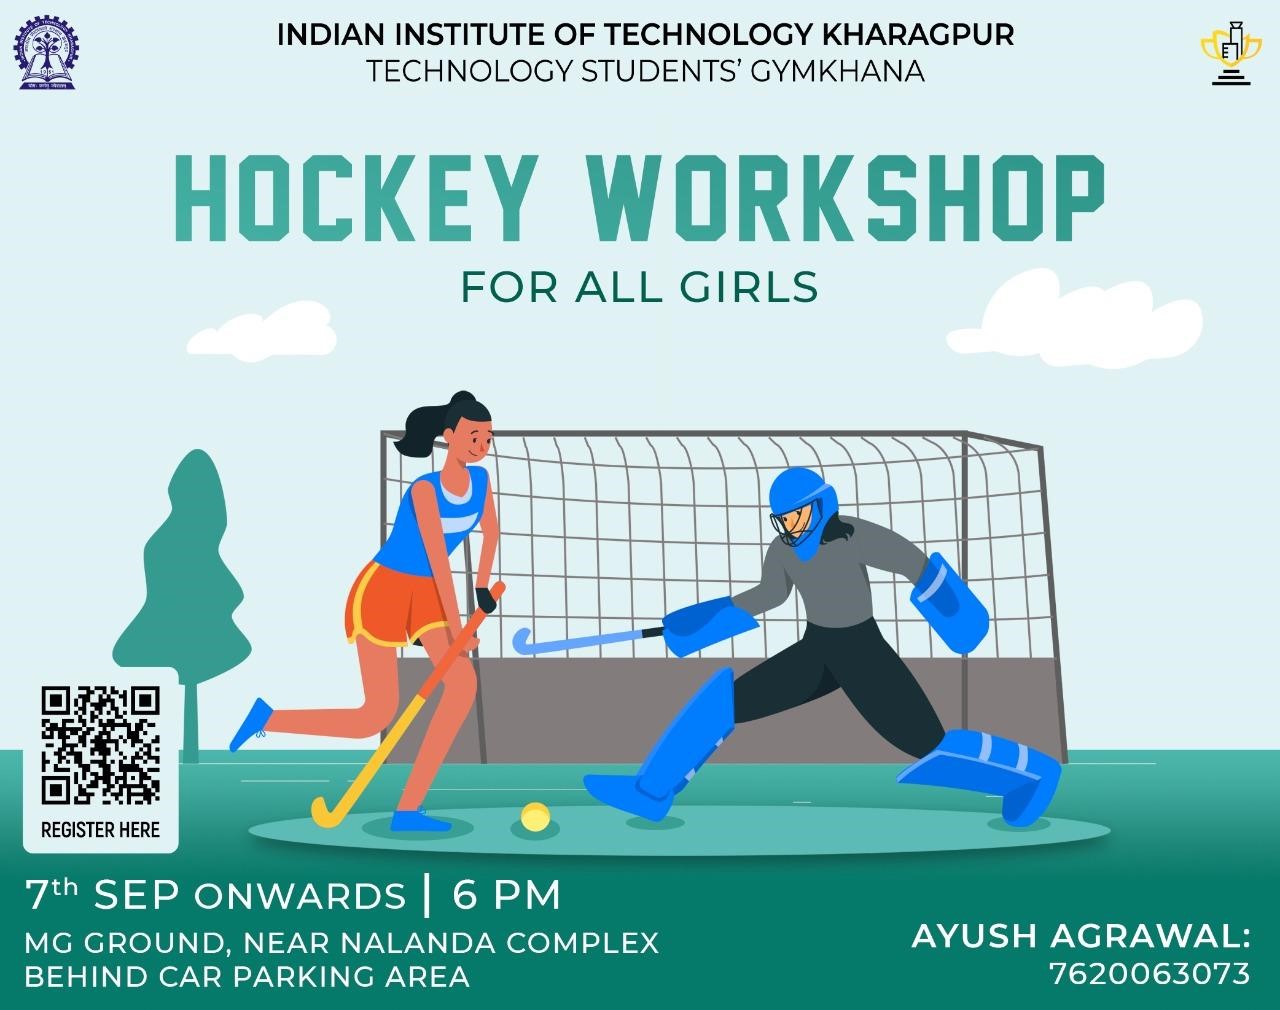 INDIAN INSTITUTE OF TECHNOLOGY KHARAGPUR
TECHNOLOGY STUDENTS' GYMKHANA
HOCKEY WORKSHOP
FOR ALL GIRLS
REGISTER HERE
7th SEP ONWARDS | 6 PM
MG GROUND, NEAR NALANDA COMPLEX
BEHIND CAR PARKING AREA
AYUSH AGRAWAL:
7620063073